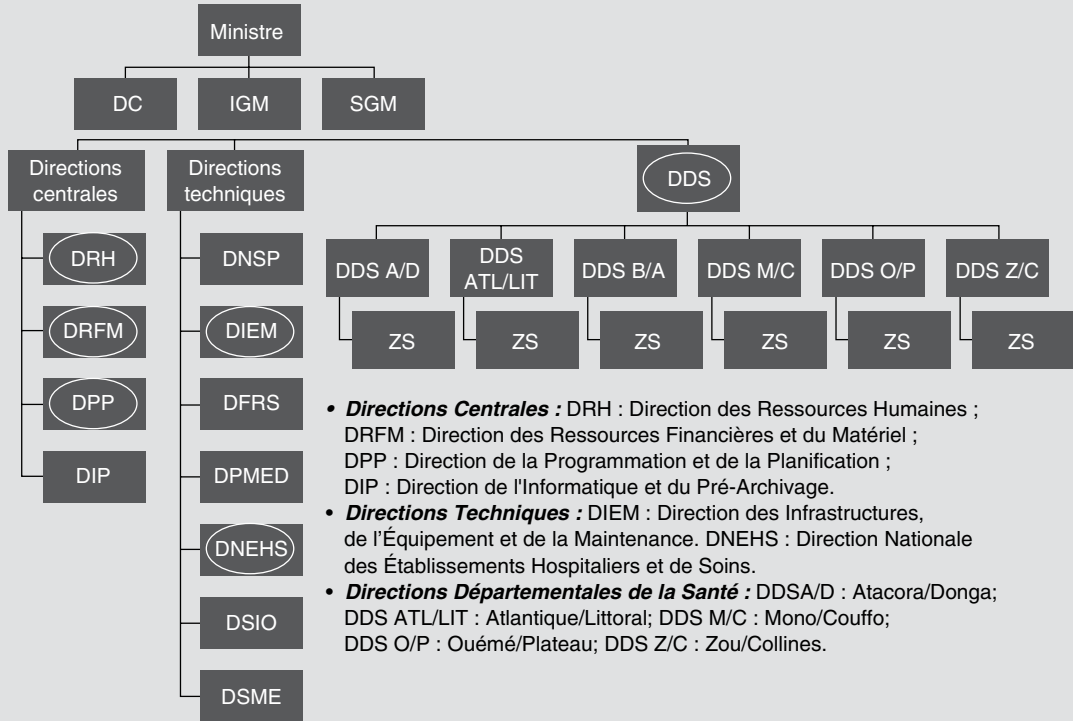 Ministre
DC
IGM
SGM
Directions
centrales
Directions
techniques
DDS
DRH
DRFM
DPP
DIP
DNSP
DIEM
DFRS
DPMED
DNEHS
DSIO
DSME
DDS A/D
DDS
ATL/LIT
DDS B/A
DDS M/C
DDS O/P
DDS Z/C
ZS
ZS
ZS
ZS
ZS
ZS
• Directions Centrales : DRH : Direction des Ressources Humaines ;
DRFM : Direction des Ressources Financières et du Matériel ;
DPP : Direction de la Programmation et de la Planification ;
DIP : Direction de l'Informatique et du Pré-Archivage.
• Directions Techniques : DIEM : Direction des Infrastructures,
de l’Équipement et de la Maintenance. DNEHS : Direction Nationale
des Établissements Hospitaliers et de Soins.
• Directions Départementales de la Santé : DDSA/D : Atacora/Donga;
DDS ATL/LIT : Atlantique/Littoral; DDS M/C : Mono/Couffo;
DDS O/P : Ouémé/Plateau; DDS Z/C : Zou/Collines.